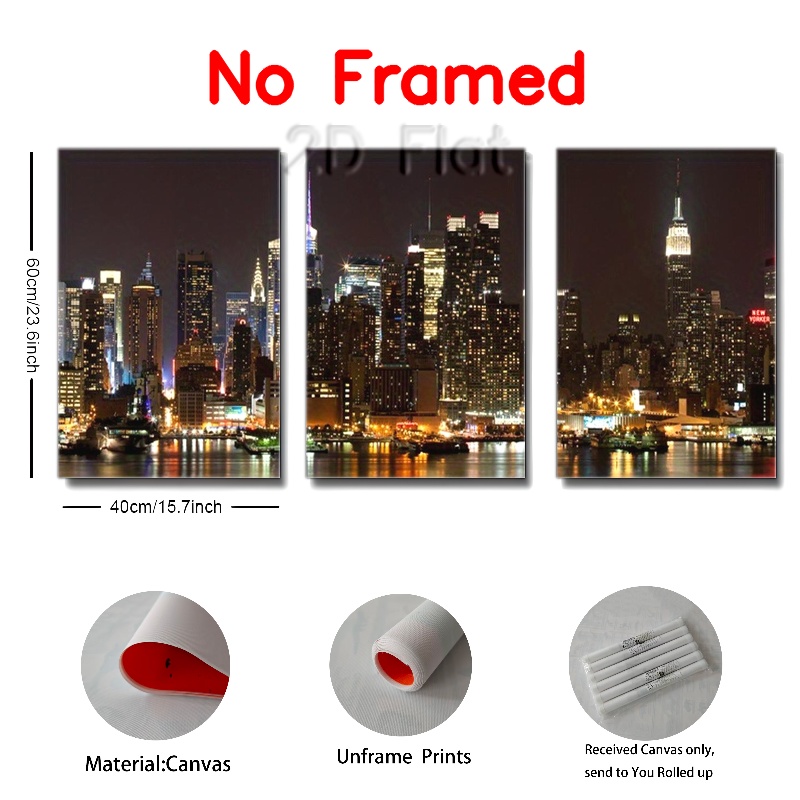 No Framed
2D Flat
60cm/23.6inch
NEW
YORKER
40cm/15.7inch
Material:Canvas
Unframe Prints
Received Canvas only,
send to You Rolled up